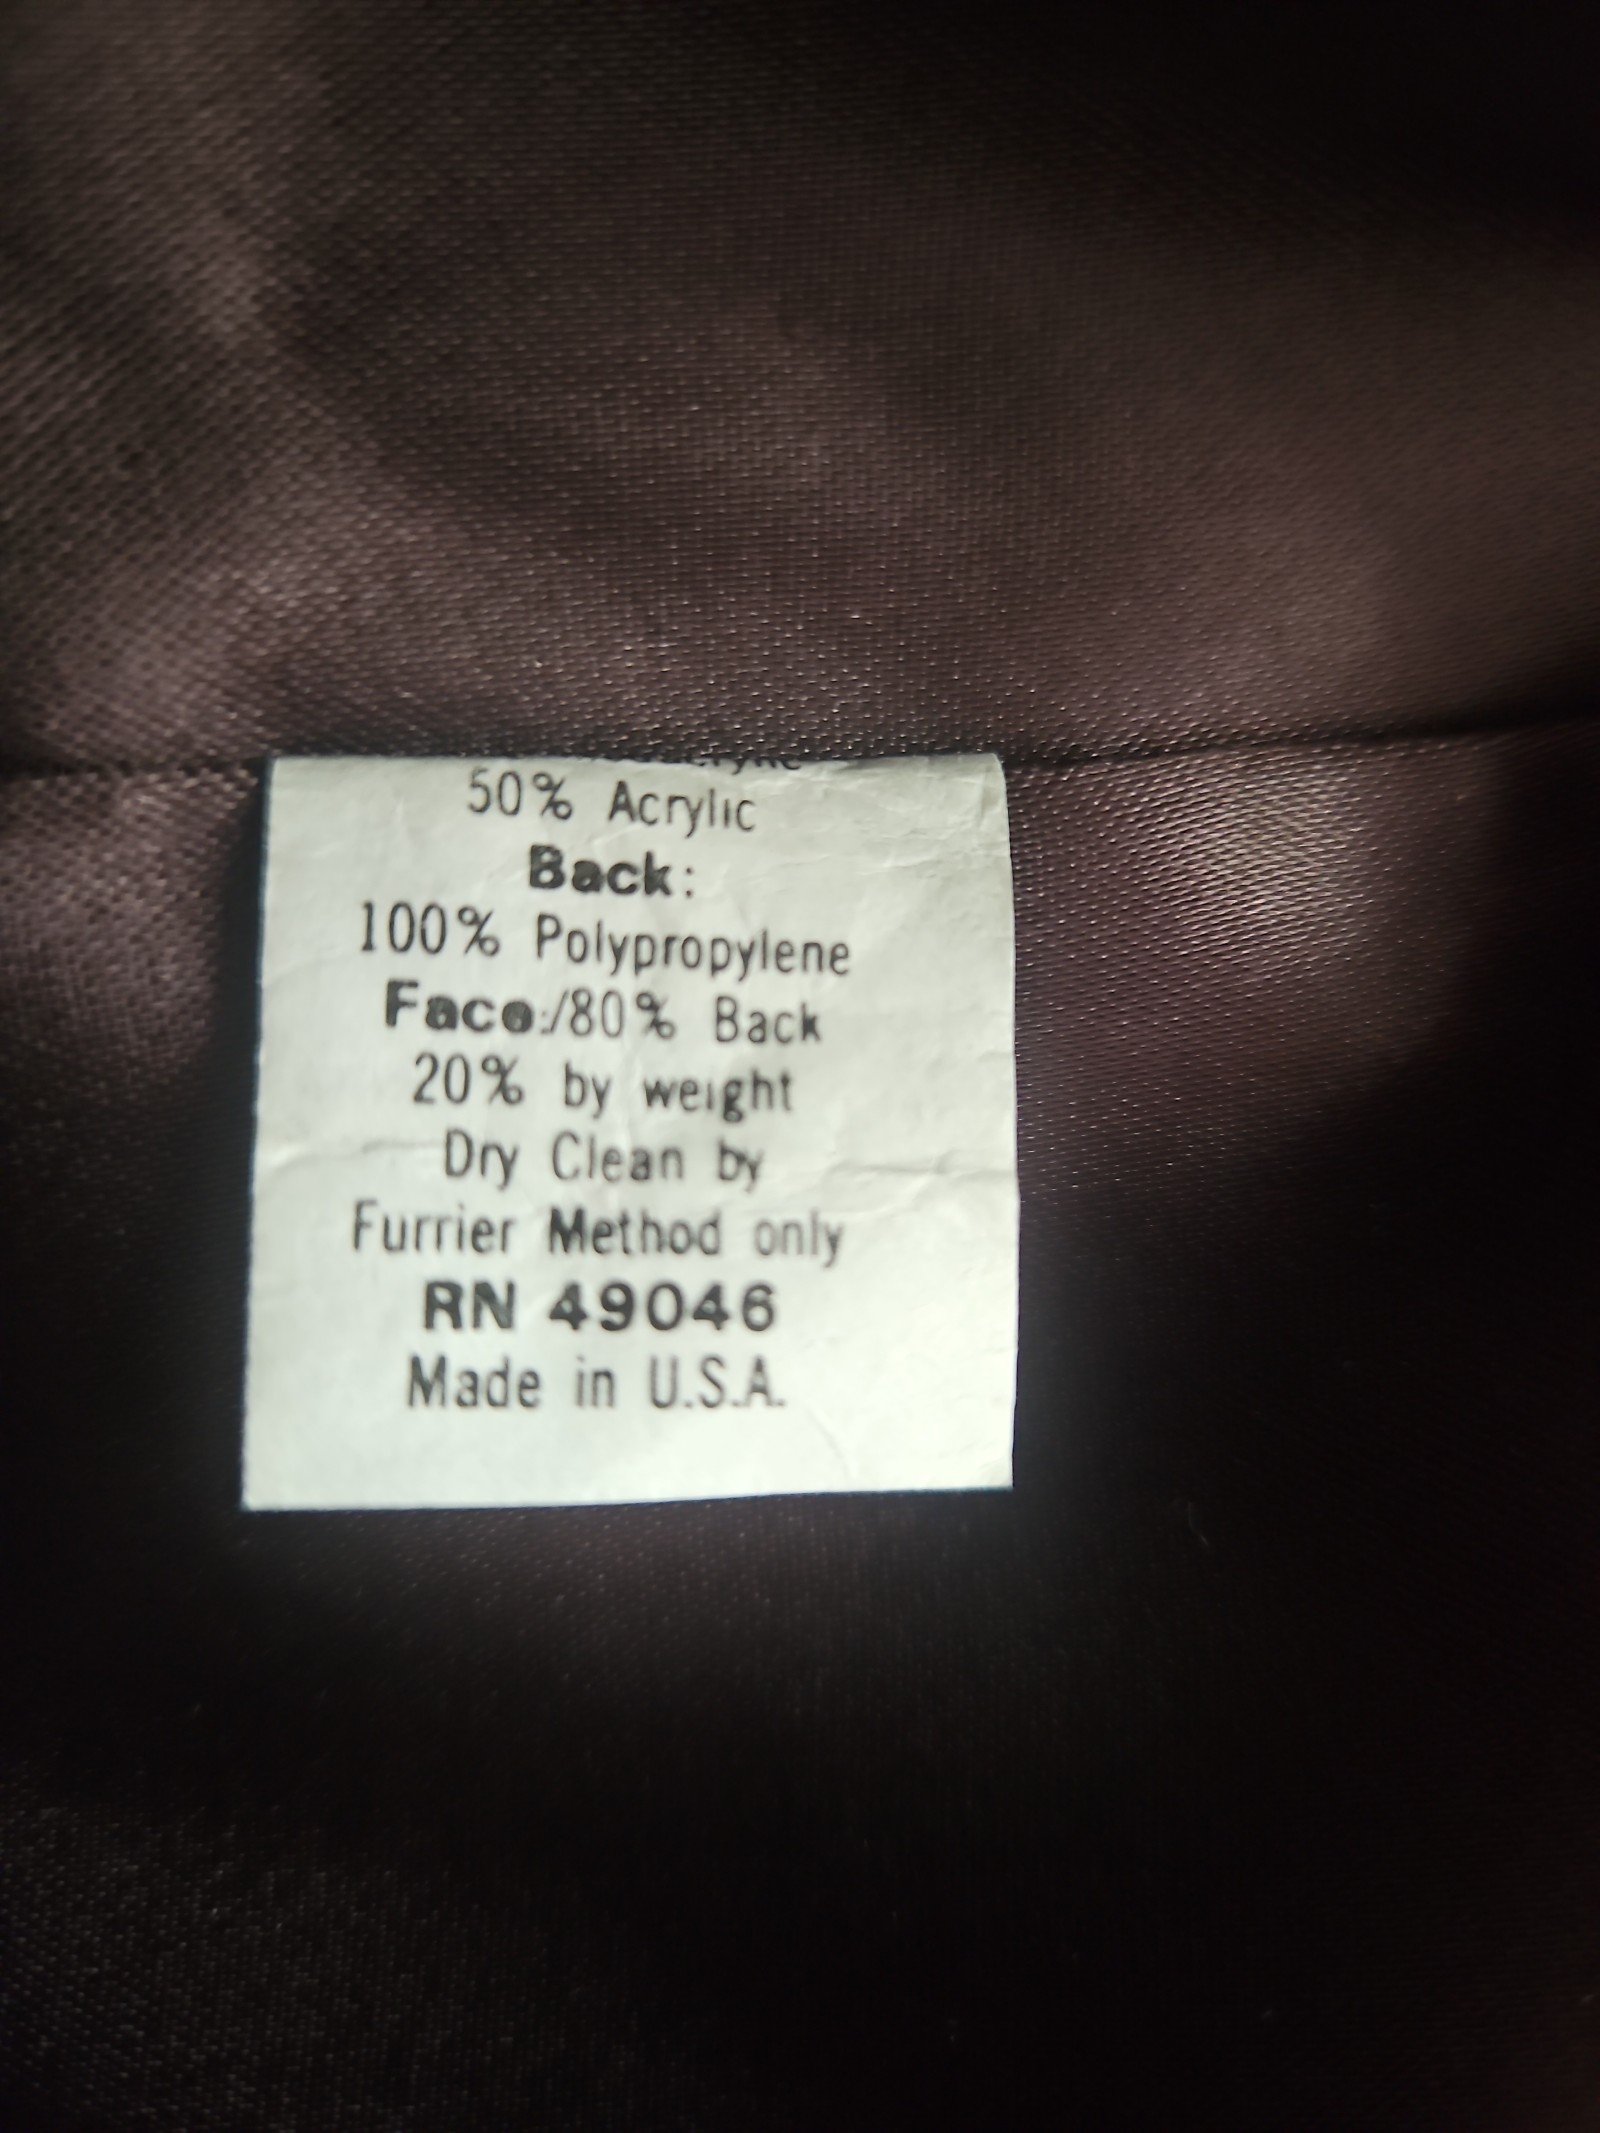 50% Acrylic
Back:
100% Polypropylene
Face:/80% Back
20% by weight
Dry Clean by
Furrier Method only
RN 49046
Made in U.S.A.